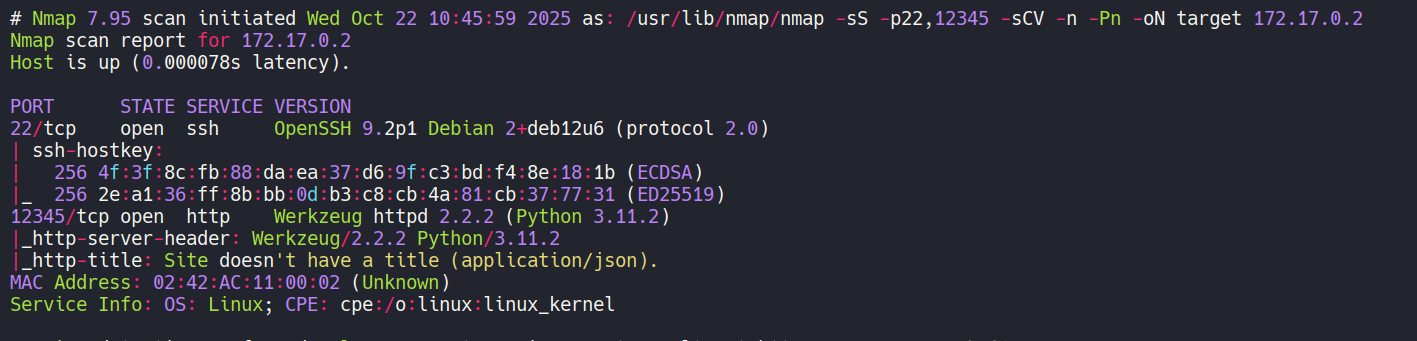 # Nmap 7.95 scan initiated Wed Oct 22 10:45:59 2025 as: /usr/lib/nmap/nmap -sS -p22,12345 -sCV -n -Pn -oN target 172.17.0.2
Nmap scan report for 172.17.0.2
Host is up (0.000078s latency).
PORT      STATE SERVICE VERSION
22/tcp    open  ssh     OpenSSH 9.2p1 Debian 2+deb12u6 (protocol 2.0)
| ssh-hostkey:
|   256 4f:3f:8c:fb:88:da:ea:37:d6:9f:c3:bd:f4:8e:18:1b (ECDSA)
|_  256 2e:a1:36:ff:8b:bb:0d:b3:c8:cb:4a:81:cb:37:77:31 (ED25519)
12345/tcp open  http    Werkzeug httpd 2.2.2 (Python 3.11.2)
|_http-server-header: Werkzeug/2.2.2 Python/3.11.2
|_http-title: Site doesn't have a title (application/json).
MAC Address: 02:42:AC:11:00:02 (Unknown)
Service Info: OS: Linux; CPE: cpe:/o:linux:linux_kernel